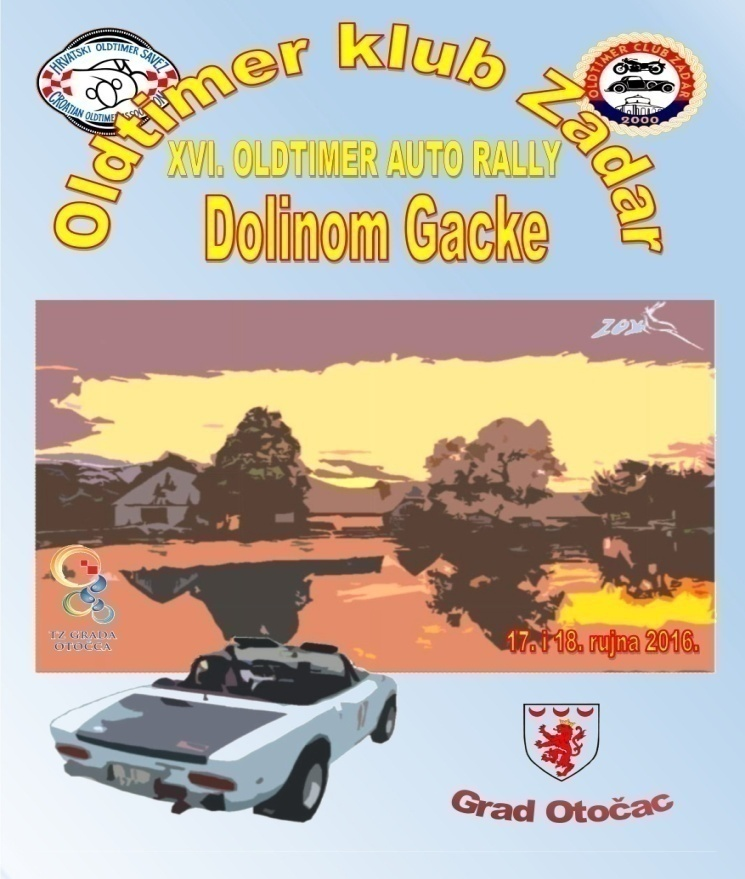 HRVATSKI OLDTIMER SAVEZ
CROATIAN OLDTIMER ASSOCIATION
OLDTIMER CLUB ZADAR
2000
Oldtimer klub Zadar
XVI. OLDTIMER AUTO RALLY
Dolinom Gacke
TZ GRADA
OTOČCA
17. i 18. rujna 2016.
Grad Otočac